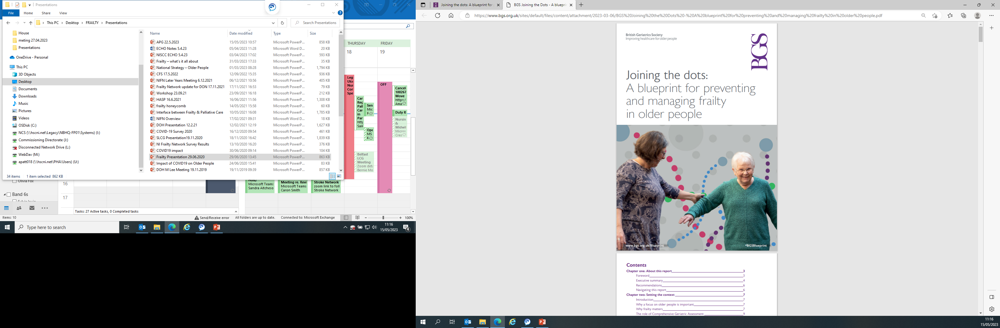 Presentations
File Home Share View
This PC > Desktop > FRAILTY > Presentations
Search Presentations
House
meting 27.04.2023
Presentations
OneDrive - Personal
This PC
3D Objects
Desktop
Documents
Downloads
Music
Pictures
Videos
OSDisk (C:)
NCS (\\hscni.net\Legacy\NBHQ-FP01\Systems) (I:)
Commissioning Directorate (J:)
Disconnected Network Drive (L:)
WebDav (M:)
apatt018 (\\hscni.net\PHA\Users) (U:)
Name Date modified Type Size
APG 22.5.2023 15/05/2023 10:57 Microsoft PowerP... 858 KB
ECHO Notes 5.4.23 05/04/2023 11:28 Microsoft Word D... 20 KB
NISCC ECHO 5.4.23 03/04/2023 17:02 Microsoft PowerP... 593 KB
Frailty – what's it all about 31/03/2023 17:33 Microsoft PowerP... 35 KB
National Strategy – Older People 01/03/2023 08:28 Microsoft PowerP... 1,794 KB
CFS 17.5.2022 12/09/2022 15:35 Microsoft PowerP... 936 KB
NIFN Later Years Meeting 6.12.2021 06/12/2021 10:56 Microsoft PowerP... 405 KB
Frailty Network update for DON 17.11.2021 17/11/2021 16:53 Microsoft PowerP... 79 KB
Workshop 23.09.21 23/09/2021 16:18 Microsoft PowerP... 212 KB
HASP 16.6.2021 16/06/2021 11:56 Microsoft PowerP... 1,308 KB
frailty honeycomb 14/05/2021 15:58 Microsoft PowerP... 60 KB
Interface between Frailty & Palliative Care 10/05/2021 16:08 Microsoft PowerP... 1,785 KB
NIFN Overview 17/02/2021 09:31 Microsoft Word D... 18 KB
DOH Presentation 12.2.21 12/02/2021 12:19 Microsoft PowerP... 1,627 KB
COVID-19 Survey 2020 16/12/2020 09:54 Microsoft PowerP... 461 KB
SLCG Presentation19.11.2020 18/11/2020 16:42 Microsoft PowerP... 1,839 KB
NI Frailty Network Survey Results 13/10/2020 16:20 Microsoft PowerP... 376 KB
COVID19 impact 30/06/2020 09:14 Microsoft PowerP... 104 KB
Frailty Presentation 29.06.2020 29/06/2020 13:45 Microsoft PowerP... 863 KB
Impact of COVID19 on Older People 24/06/2020 15:41 Microsoft PowerP... 83 KB
DOH M Lee Meeting 19.11.2019 19/11/2019 09:39 Microsoft PowerP... 857 KB
34 items 1 item selected 862 KB
THURSDAY FRIDAY
18 19
Leg
Ulc
Nur
Cor
Spe
Car
Reg
Pall
Car
in
Par
htt
Sail
Sen
Mic
Ope
MS
K
Belfast
LCG
Meeting
Zoom det
Bernie Mo
OFF
Cancel
100267
Move
https:/
Ama
Duty R
Nursin
&
Midwi
Micros
Crea
Olivia Fox
Band 6s
16
17
Microsoft Teams
Sandra Aitcheso
Meeting re. Revi
Microsoft Teams
Caron Smith
Stroke Network
zoom link to foll
Stroke Network
Tasks: 27 Active tasks, 0 Completed tasks
Items: 10
Send/Receive error All folders are up to date. Connected to: Microsoft Exchange 100%
Type here to search
11:16
15/05/2023
4
Joining the dots: A blueprint for
BGS Joining the Dots - A bluepri
https://www.bgs.org.uk/sites/default/files/content/attachment/2023-03-06/BGS%20Joining%20the%20Dots%20-%20A%20blueprint%20for%20preventing%20and%20managing%20frailty%20in%20older%20people.pdf
British Geriatrics Society
Improving healthcare for older people
BGS
Joining the dots:
A blueprint for preventing
and managing frailty
in older people
www.bgs.org.uk/Blueprint
#BGSBlueprint
Contents
Chapter one: About this report 3
Foreword 3
Executive summary 4
Recommendations 6
Navigating this report 6
Chapter two: Setting the context 7
Introduction 7
Why a focus on older people is important 7
Why frailty matters 7
The role of Comprehensive Geriatric Assessment 9
11:16
15/05/2023